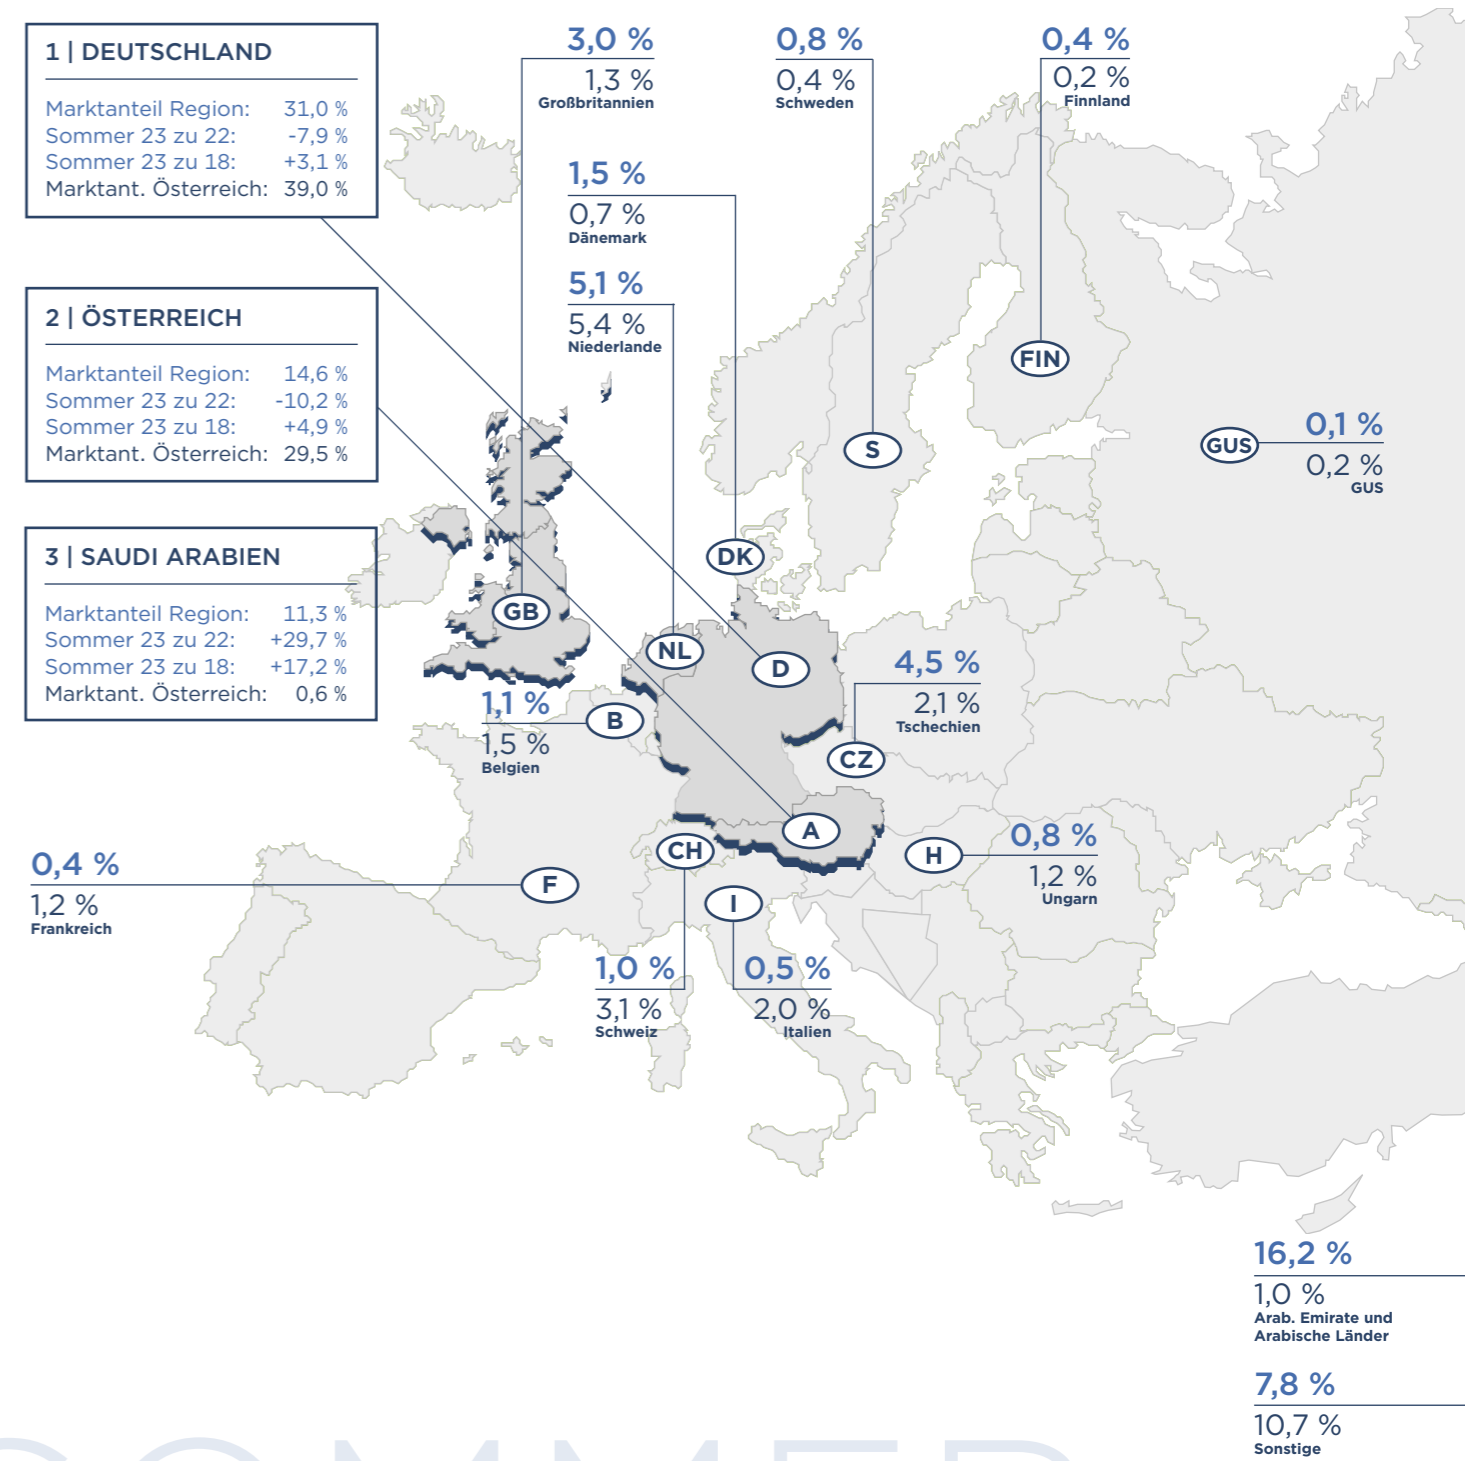 1 | DEUTSCHLAND
Marktanteil Region: 31,0 %
Sommer 23 zu 22: -7,9 %
Sommer 23 zu 18: +3,1 %
Marktant. Österreich: 39,0 %
2 | ÖSTERREICH
Marktanteil Region: 14,6 %
Sommer 23 zu 22: -10,2 %
Sommer 23 zu 18: +4,9 %
Marktant. Österreich: 29,5 %
3 | SAUDI ARABIEN
Marktanteil Region: 11,3 %
Sommer 23 zu 22: +29,7 %
Sommer 23 zu 18: +17,2 %
Marktant. Österreich: 0,6 %
3,0 %
1,3 %
Großbritannien
0,8 %
0,4 %
Schweden
0,4 %
0,2 %
Finnland
1,5 %
0,7 %
Dänemark
5,1 %
5,4 %
Niederlande
FIN
S
GUS
0,1 %
0,2 %
GUS
DK
GB
NL
D
4,5 %
2,1 %
Tschechien
1,1 %
1,5 %
Belgien
B
CZ
A
CH
H
0,8 %
1,2 %
Ungarn
0,4 %
1,2 %
Frankreich
F
I
1,0 %
3,1 %
Schweiz
0,5 %
2,0 %
Italien
16,2 %
1,0 %
Arab. Emirate und
Arabische Länder
7,8 %
10,7 %
Sonstige
SOMMER